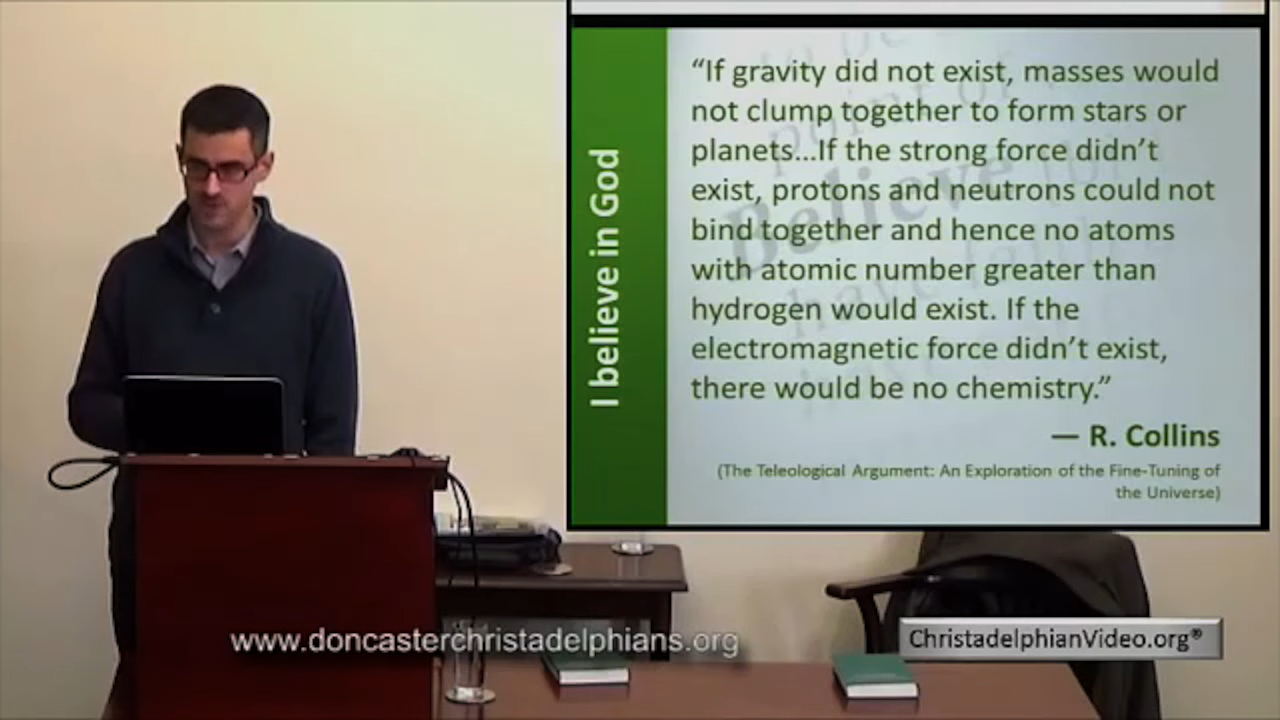 I believe in God
“If gravity did not exist, masses would
not clump together to form stars or
planets...If the strong force didn’t
exist, protons and neutrons could not
bind together and hence no atoms
with atomic number greater than
hydrogen would exist. If the
electromagnetic force didn’t exist,
there would be no chemistry.”
— R. Collins
(The Teleological Argument: An Exploration of the Fine-Tuning of
the Universe)
www.doncasterchristadelphians.org
ChristadelphianVideo.org®